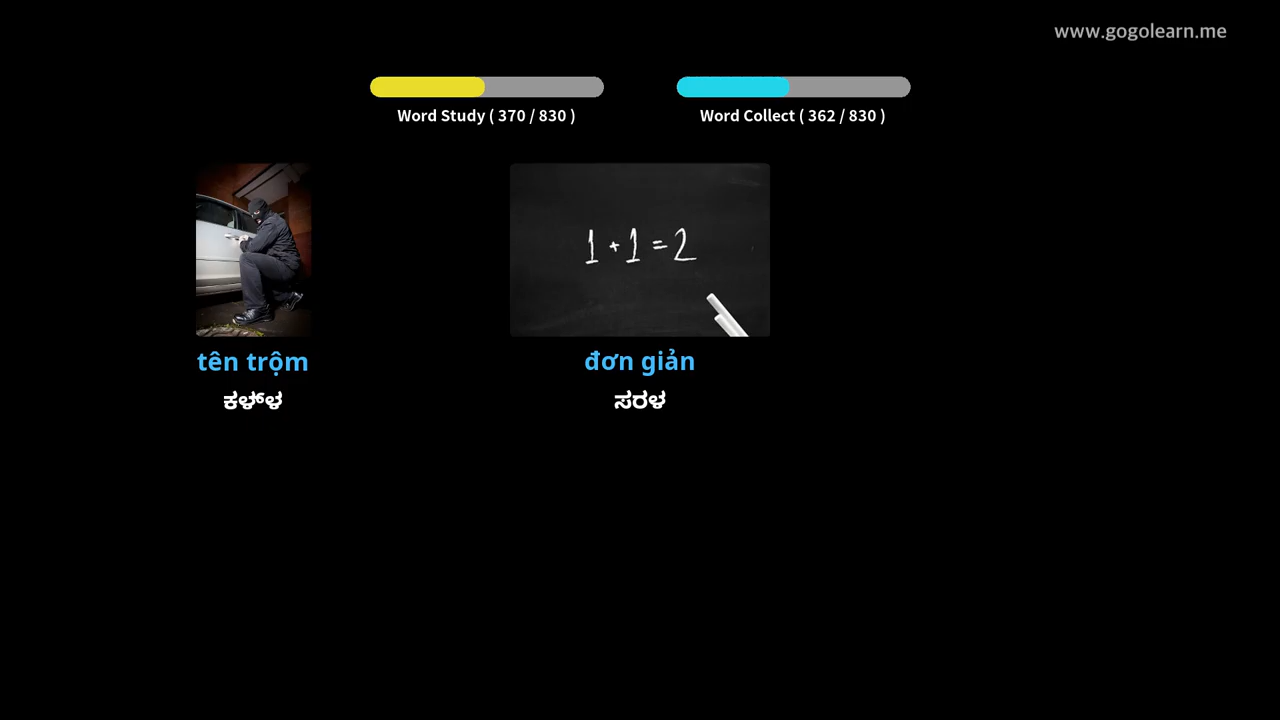 www.gogolearn.me
Word Study ( 370 / 830 )
Word Collect ( 362 / 830 )
1 + 1 = 2
tên trộm
đơn giản
ಕಳ್ಳ
ಸರಳ